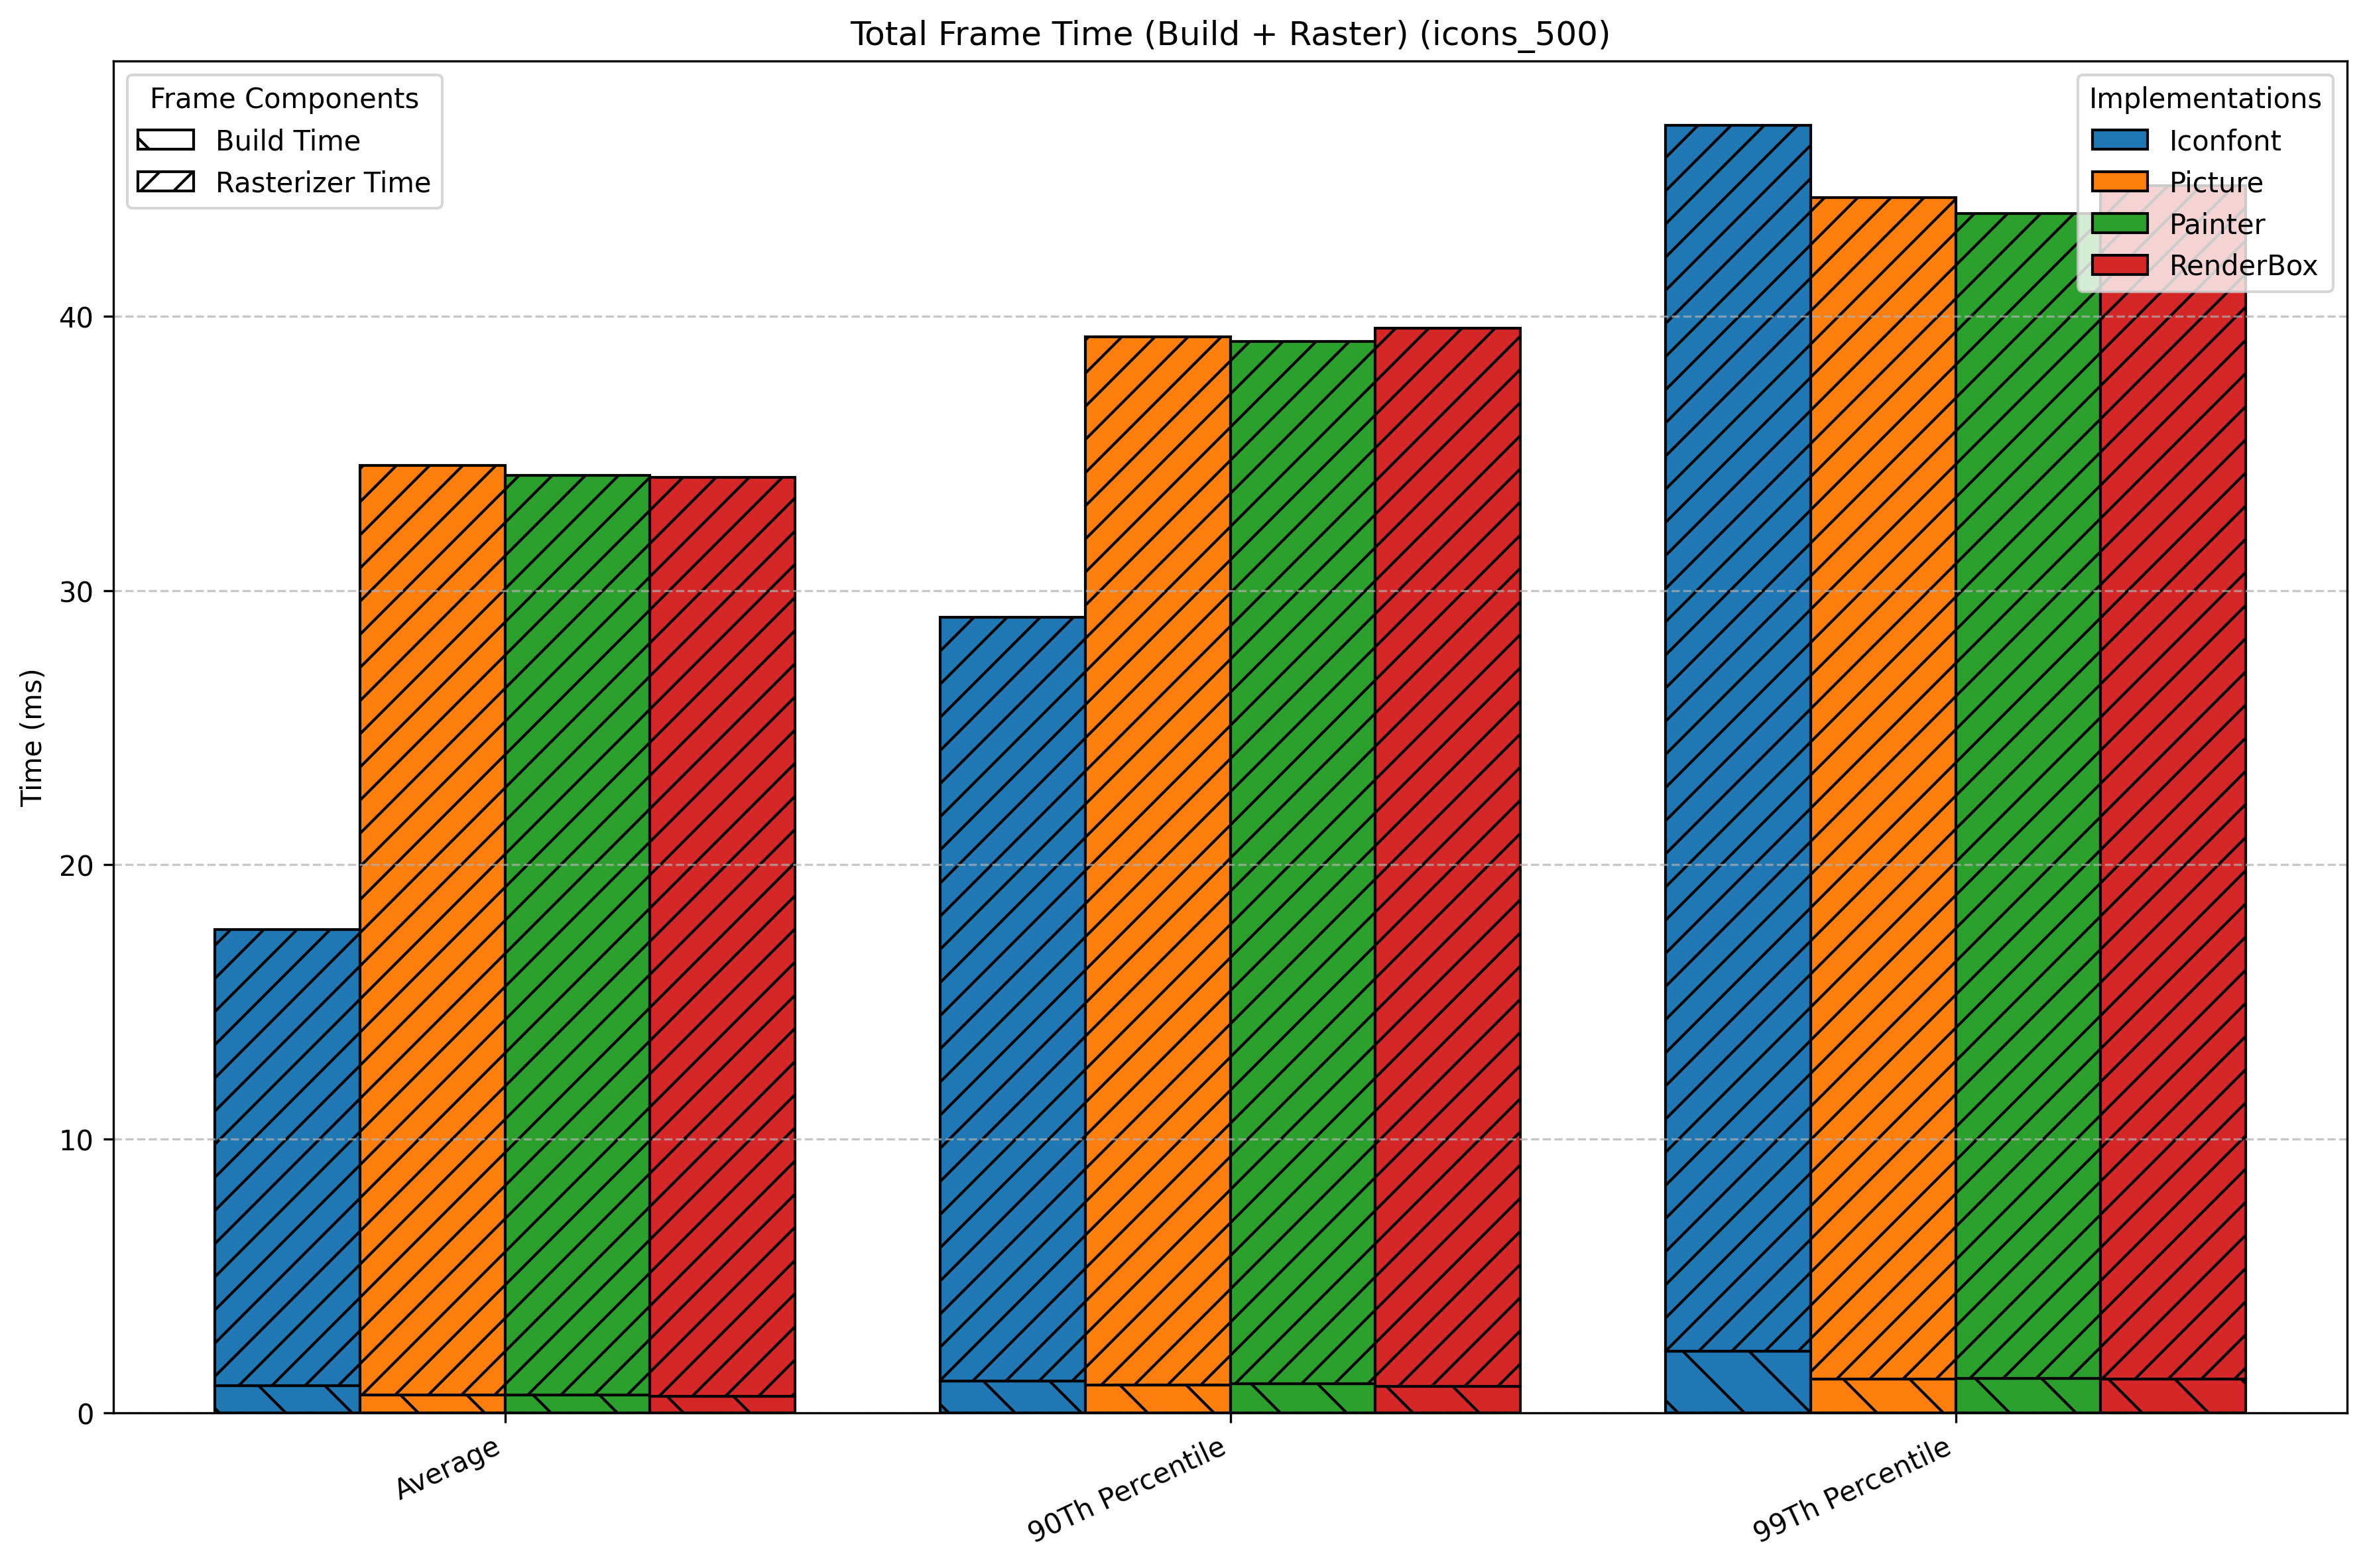 Total Frame Time (Build + Raster) (icons_500)
Frame Components
Build Time
Rasterizer Time
Implementations
Iconfont
Picture
Painter
RenderBox
Time (ms)
40
30
20
10
0
Average
90Th Percentile
99Th Percentile